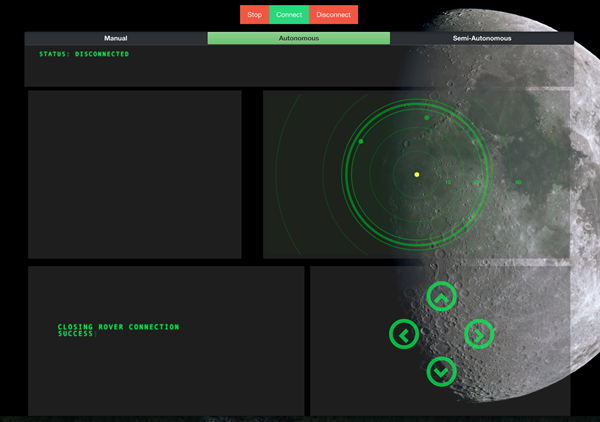 Stop Connect Disconnect
Manual Autonomous Semi-Autonomous
STATUS: DISCONNECTED
CLOSING ROVER CONNECTION
SUCCESS: